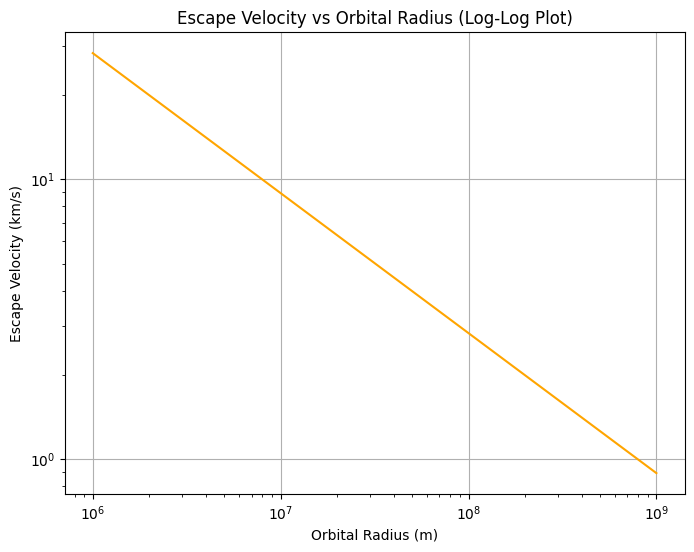 Escape Velocity vs Orbital Radius (Log-Log Plot)
Escape Velocity (km/s)
10¹
10⁰
10⁶ 10⁷ 10⁸ 10⁹
Orbital Radius (m)